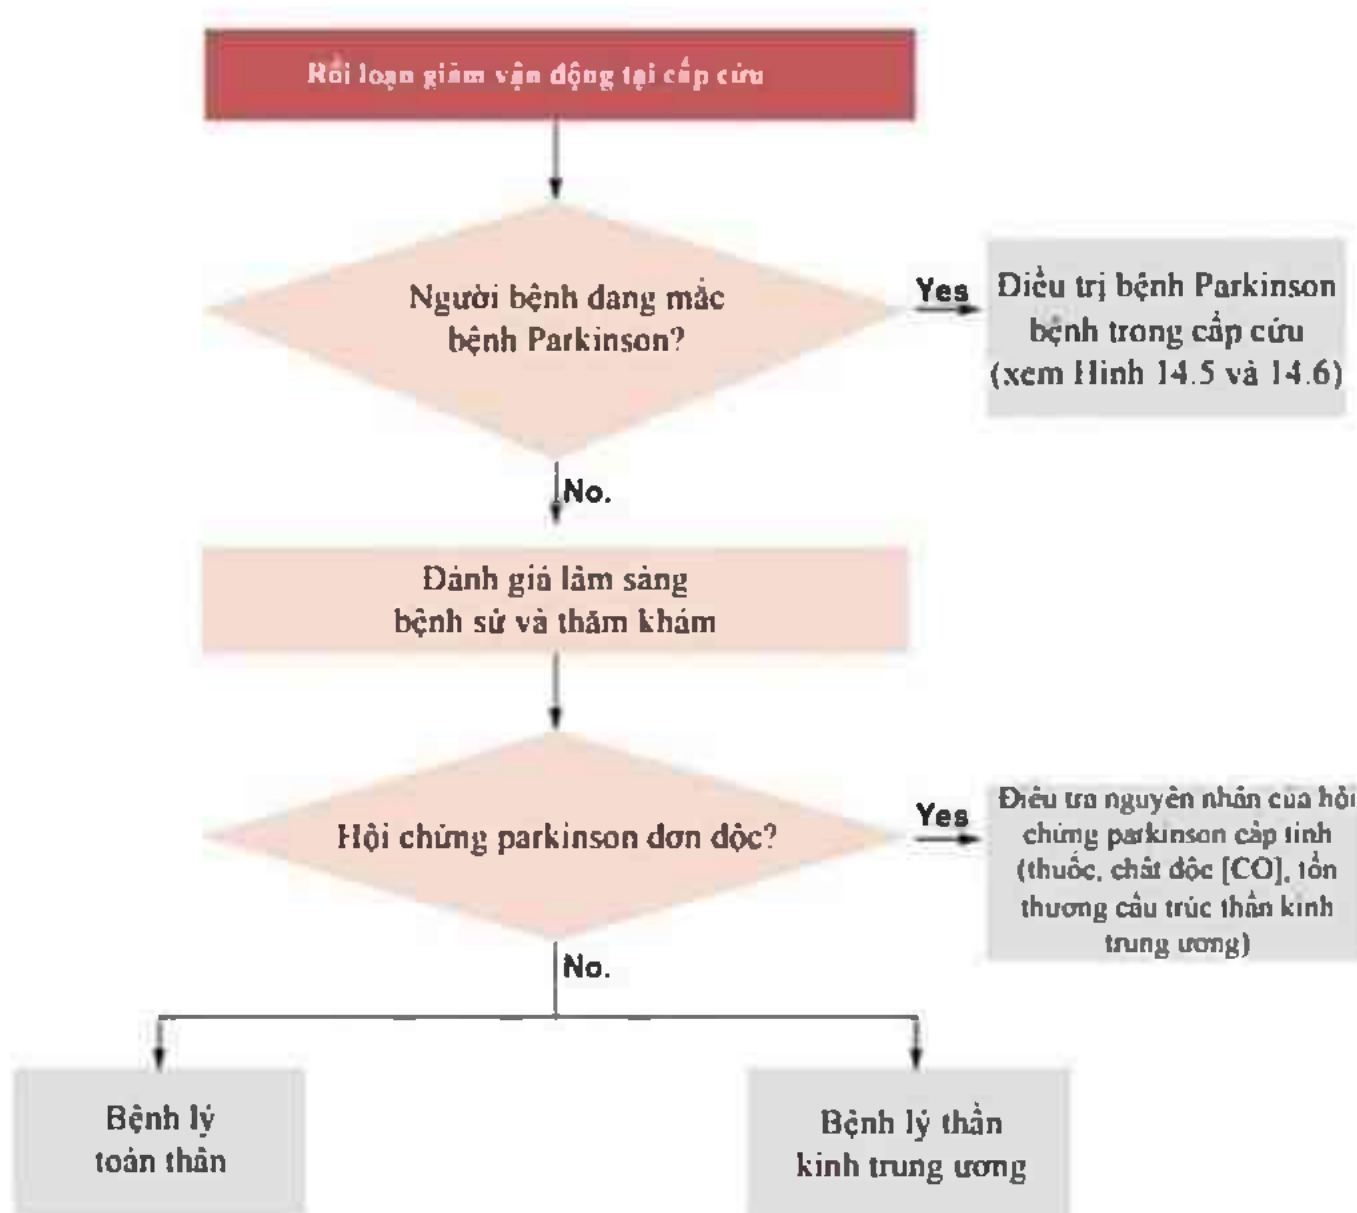 Rối loạn giảm vận động tại cấp cứu
Người bệnh đang mắc
bệnh Parkinson?
Yes
Điều trị bệnh Parkinson
bệnh trong cấp cứu
(xem Hình 14.5 và 14.6)
No.
Đánh giá lâm sàng
bệnh sử và thăm khám
Hội chứng parkinson đơn độc?
Yes
Điều tra nguyên nhân của hội
chứng parkinson cấp tính
(thuốc, chất độc [CO], tổn
thương cấu trúc thần kinh
trung ương)
No.
Bệnh lý
toàn thân
Bệnh lý thần
kinh trung ương